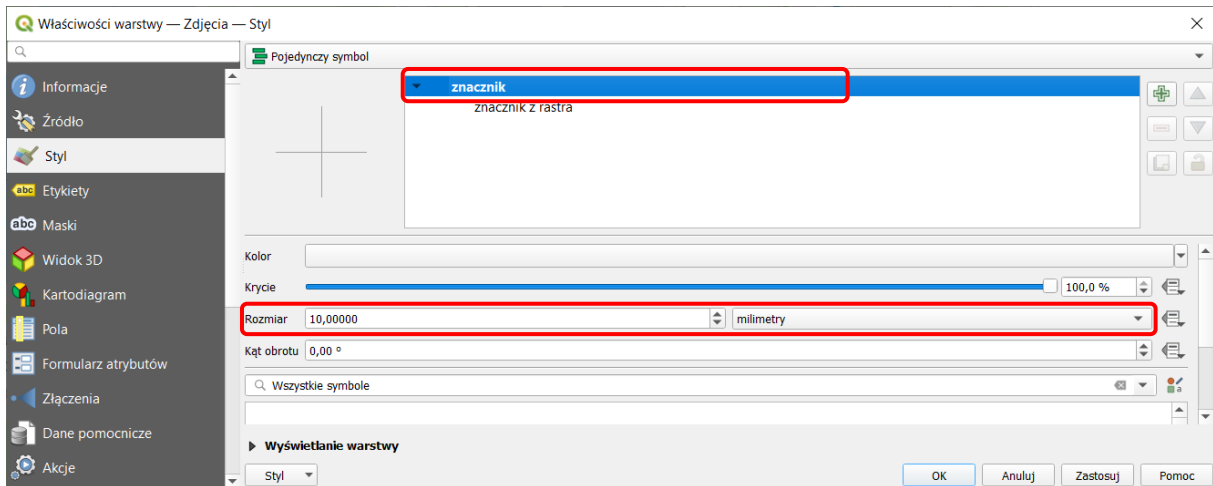 Właściwości warstwy — Zdjęcia — Styl
Pojedynczy symbol
Informacje
Źródło
Styl
abc Etykiety
abc Maski
Widok 3D
Kartodiagram
Pola
Formularz atrybutów
Złączenia
Dane pomocnicze
Akcje
znacznik
znacznik z rastra
Kolor
Krycie 100,0 %
Rozmiar 10,00000 milimetry
Kąt obrotu 0,00 °
Wszystkie symbole
Wyświetlanie warstwy
Styl OK Anuluj Zastosuj Pomoc